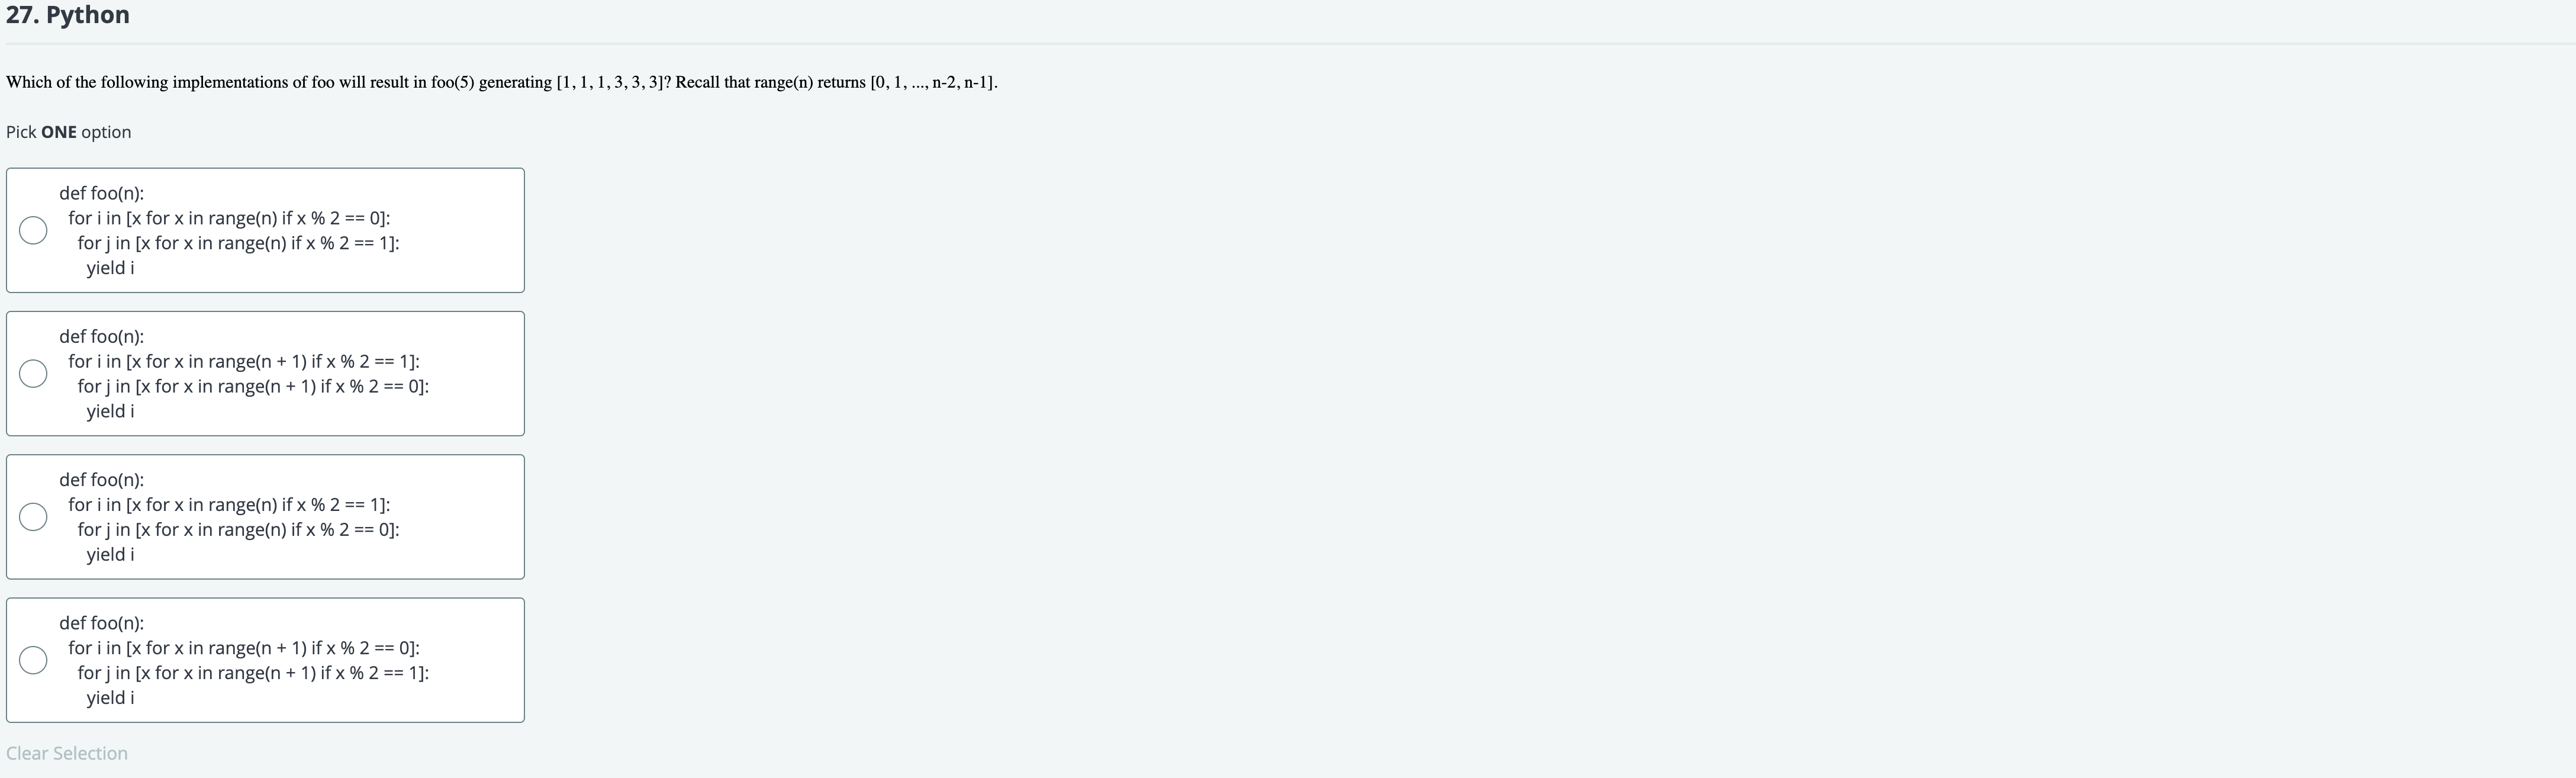 27. Python
Which of the following implementations of foo will result in foo(5) generating [1, 1, 1, 3, 3, 3]? Recall that range(n) returns [0, 1, ..., n-2, n-1].
Pick ONE option
def foo(n):
for i in [x for x in range(n) if x % 2 == 0]:
for j in [x for x in range(n) if x % 2 == 1]:
yield i
def foo(n):
for i in [x for x in range(n + 1) if x % 2 == 1]:
for j in [x for x in range(n + 1) if x % 2 == 0]:
yield i
def foo(n):
for i in [x for x in range(n) if x % 2 == 1]:
for j in [x for x in range(n) if x % 2 == 0]:
yield i
def foo(n):
for i in [x for x in range(n + 1) if x % 2 == 0]:
for j in [x for x in range(n + 1) if x % 2 == 1]:
yield i
Clear Selection